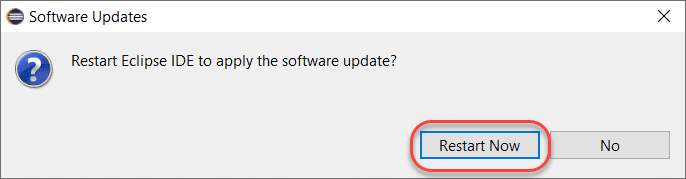 Software Updates
Restart Eclipse IDE to apply the software update?
Restart Now
No